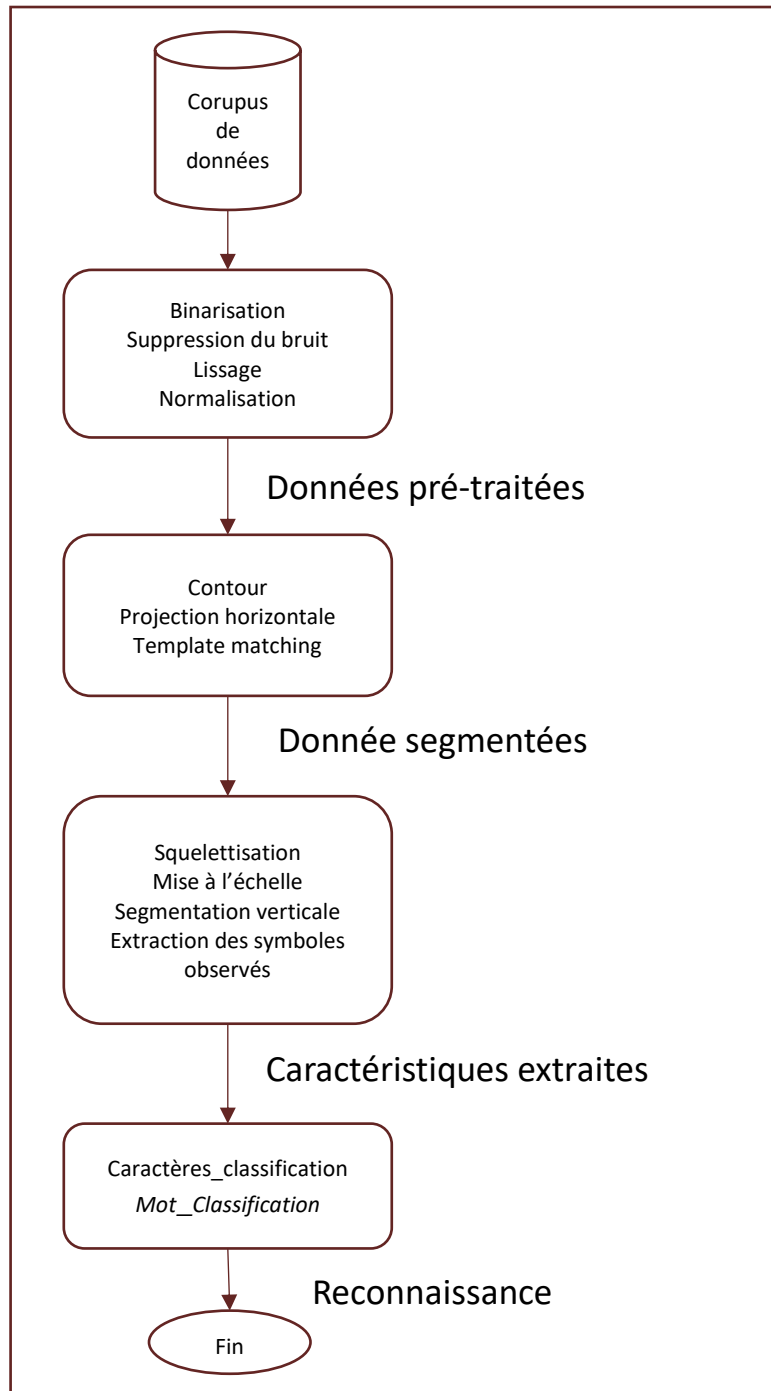 Corupus
de
données
Binarisation
Suppression du bruit
Lissage
Normalisation
Données pré-traitées
Contour
Projection horizontale
Template matching
Donnée segmentées
Squelettisation
Mise à l’échelle
Segmentation verticale
Extraction des symboles
observés
Caractéristiques extraites
Caractères_classification
Mot_Classification
Reconnaissance
Fin